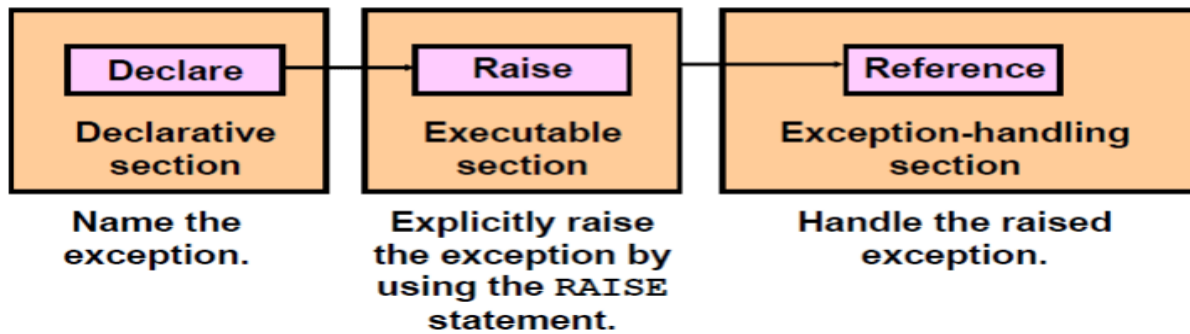 Declare
Declarative
section
Name the
exception.
Raise
Executable
section
Explicitly raise
the exception by
using the RAISE
statement.
Reference
Exception-handling
section
Handle the raised
exception.